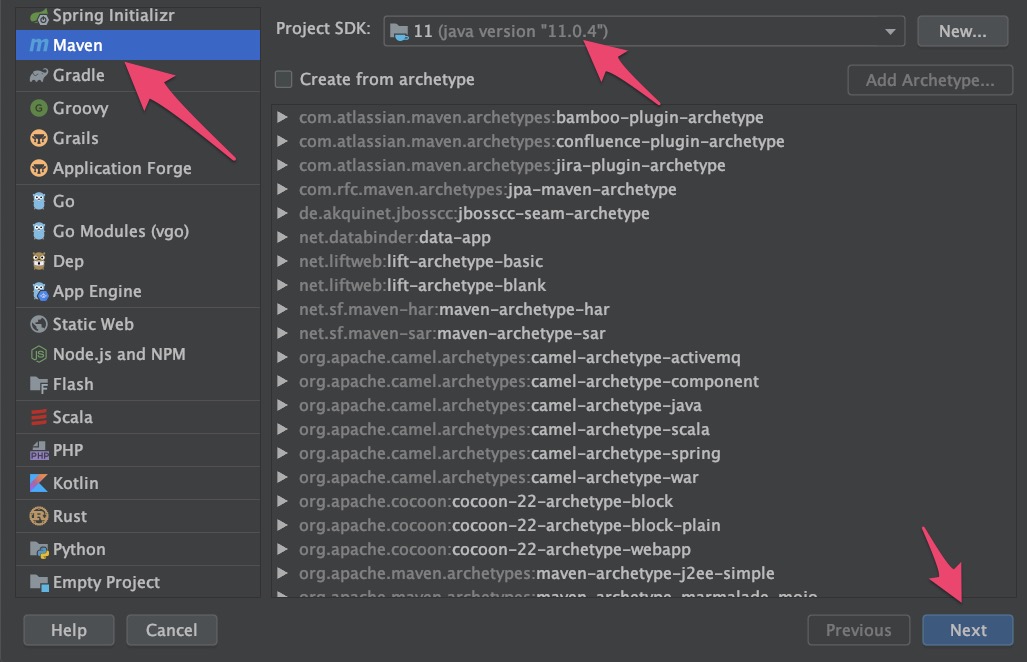 Spring Initializr
Maven
Gradle
Groovy
Grails
Application Forge
Go
Go Modules (vgo)
Dep
App Engine
Static Web
Node.js and NPM
Flash
Scala
PHP
Kotlin
Rust
Python
Empty Project
Project SDK: 11 (java version "11.0.4") New...
Create from archetype Add Archetype...
com.atlassian.maven.archetypes:bamboo-plugin-archetype
com.atlassian.maven.archetypes:confluence-plugin-archetype
com.atlassian.maven.archetypes:jira-plugin-archetype
com.rfc.maven.archetypes:jpa-maven-archetype
de.akquinet.jbosscc:jbosscc-seam-archetype
net.databinder:data-app
net.liftweb:lift-archetype-basic
net.liftweb:lift-archetype-blank
net.sf.maven-har:maven-archetype-har
net.sf.maven-sar:maven-archetype-sar
org.apache.camel.archetypes:camel-archetype-activemq
org.apache.camel.archetypes:camel-archetype-component
org.apache.camel.archetypes:camel-archetype-java
org.apache.camel.archetypes:camel-archetype-scala
org.apache.camel.archetypes:camel-archetype-spring
org.apache.camel.archetypes:camel-archetype-war
org.apache.cocoon:cocoon-22-archetype-block
org.apache.cocoon:cocoon-22-archetype-block-plain
org.apache.cocoon:cocoon-22-archetype-webapp
org.apache.maven.archetypes:maven-archetype-j2ee-simple
org.apache.maven.archetypes:maven-archetype-marmalade-mojo
Help Cancel Previous Next